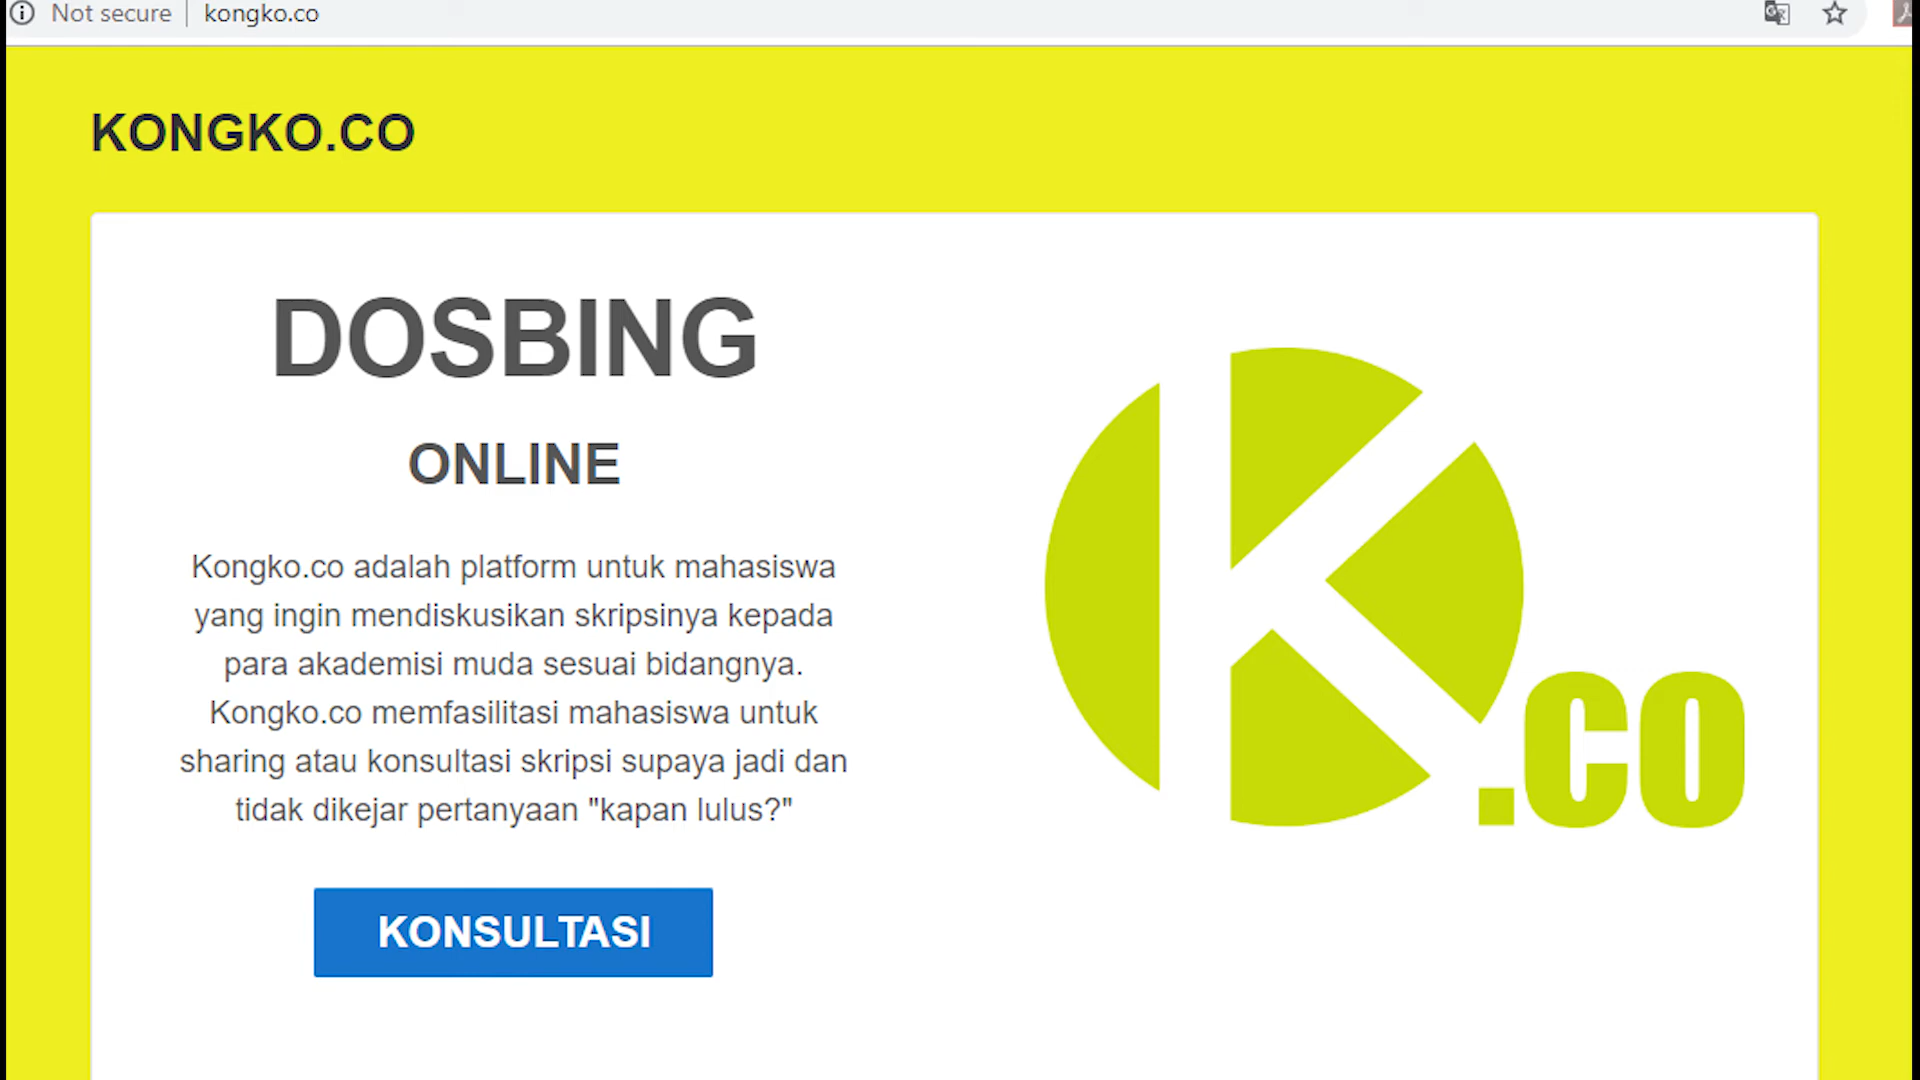 Not secure kongko.co
KONGKO.CO
DOSBING
ONLINE
Kongko.co adalah platform untuk mahasiswa
yang ingin mendiskusikan skripsinya kepada
para akademisi muda sesuai bidangnya.
Kongko.co memfasilitasi mahasiswa untuk
sharing atau konsultasi skripsi supaya jadi dan
tidak dikejar pertanyaan "kapan lulus?"
KONSULTASI
K.co